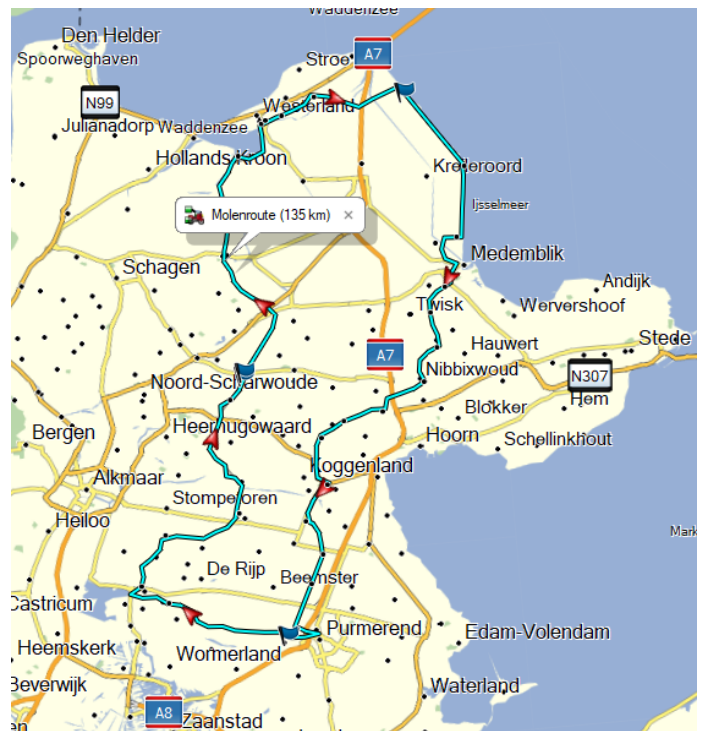 Waddenzee
Den Helder
Spoorweghaven
Stroe
A7
N99
Westerland
Julianadorp
Waddenzee
Hollands Kroon
Kreileroord
Ijsselmeer
Molenroute (135 km)
Medemblik
Schagen
Andijk
Twisk
Wervershoof
Hauwert
Stede
A7
Nibbixwoud
N307
Noord-Scharwoude
Hem
Blokker
Heerhugowaard
Bergen
Hoorn
Schellinkhout
Koggenland
Alkmaar
Stompetoren
Heiloo
Mark
De Rijp
Beemster
Castricum
Purmerend
Edam-Volendam
Heemskerk
Wormerland
Beverwijk
Waterland
A8
Zaanstad
en